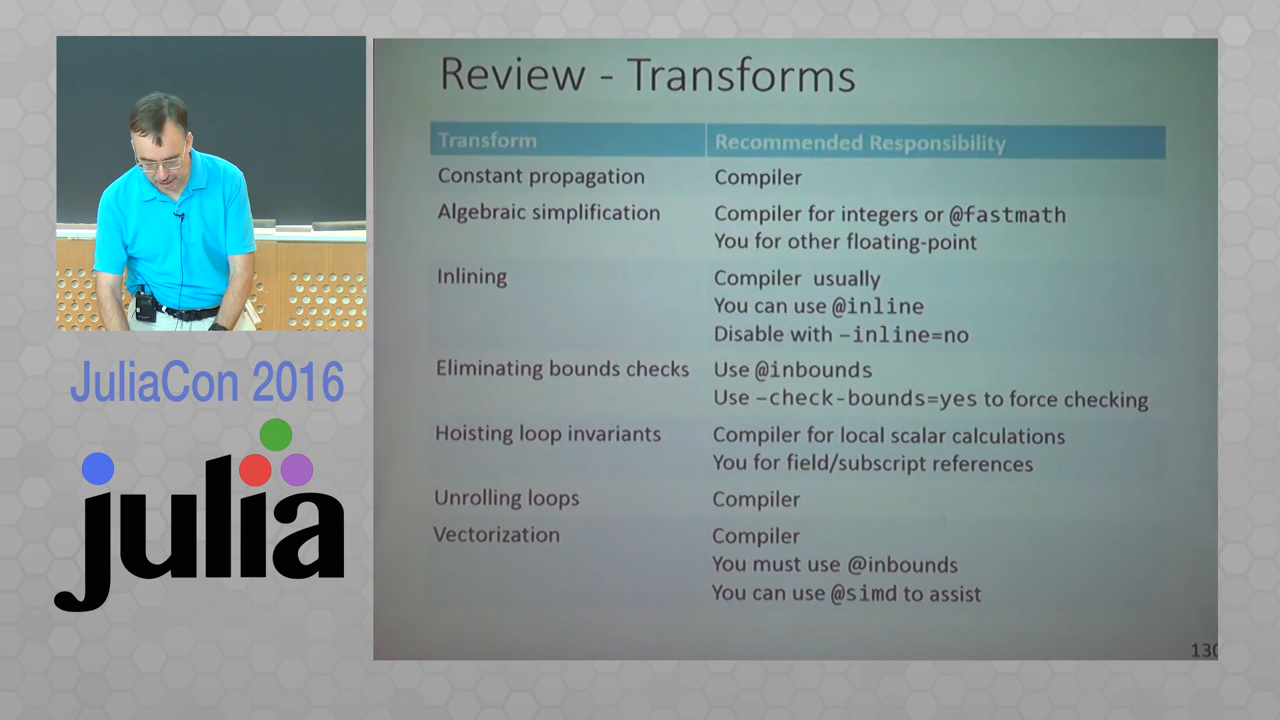 Review - Transforms
Transform Recommended Responsibility
Constant propagation Compiler
Algebraic simplification Compiler for integers or @fastmath
You for other floating-point
Inlining Compiler usually
You can use @inline
Disable with –inline=no
Eliminating bounds checks Use @inbounds
Use –check-bounds=yes to force checking
Hoisting loop invariants Compiler for local scalar calculations
You for field/subscript references
Unrolling loops Compiler
Vectorization Compiler
You must use @inbounds
You can use @simd to assist
130
JuliaCon 2016
julia